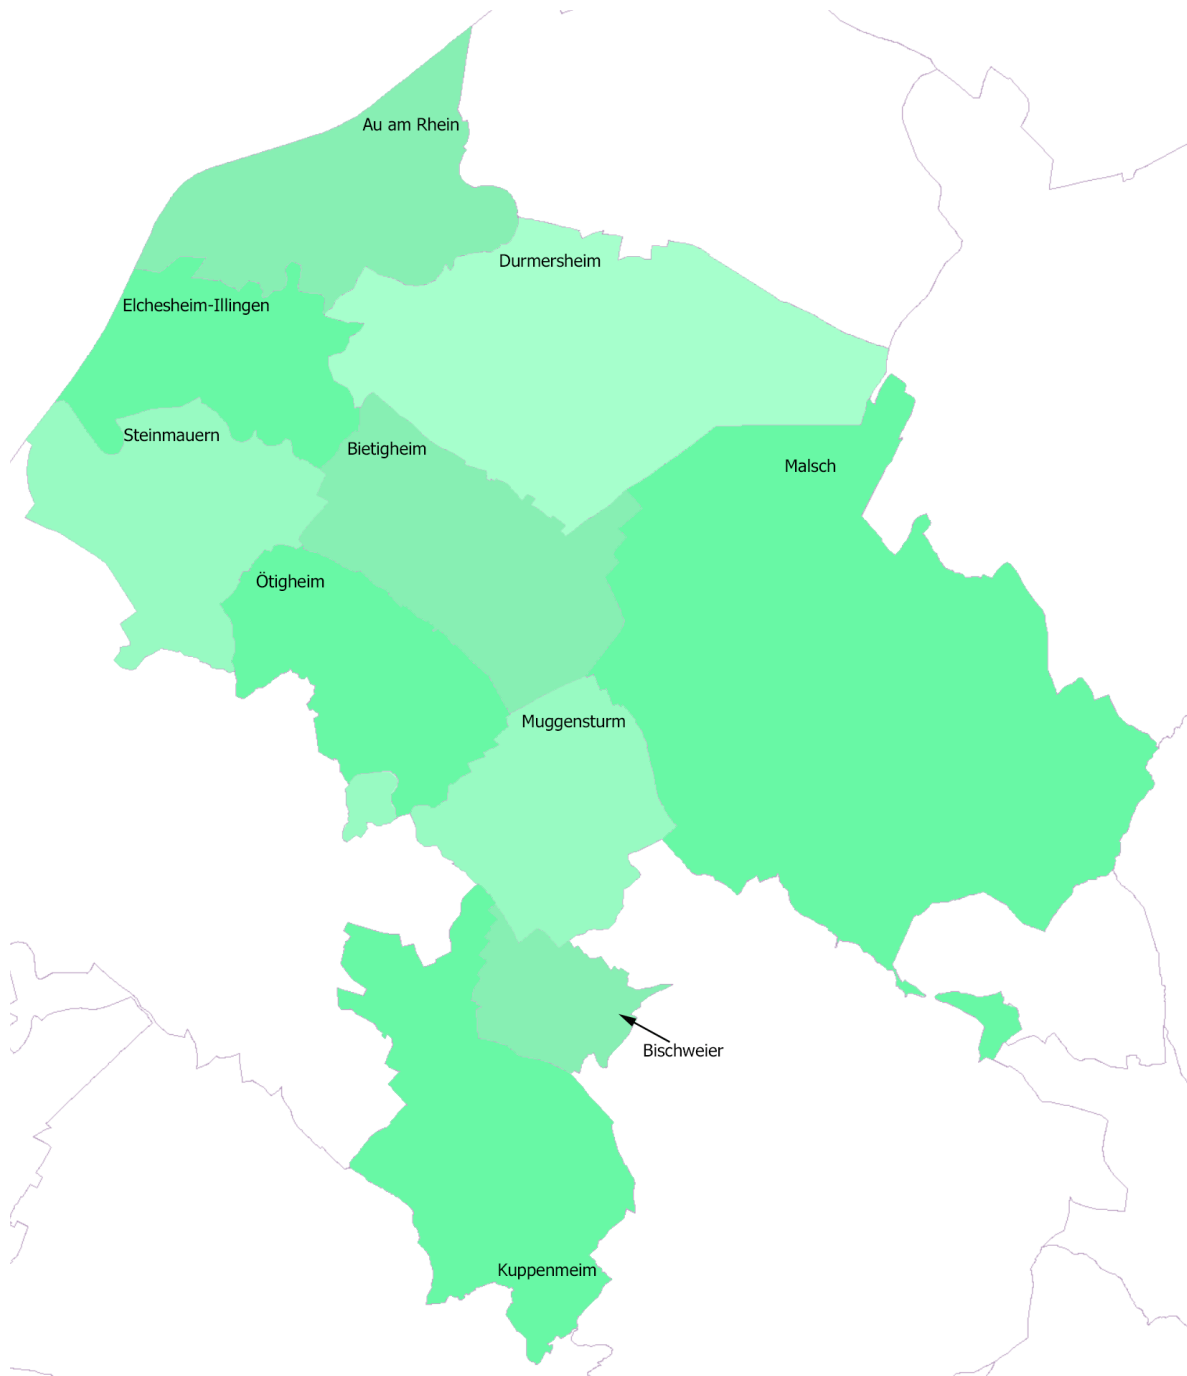 Au am Rhein
Durmersheim
Elchesheim-Illingen
Steinmauern
Bietigheim
Malsch
Ötigheim
Muggensturm
Bischweier
Kuppenmeim